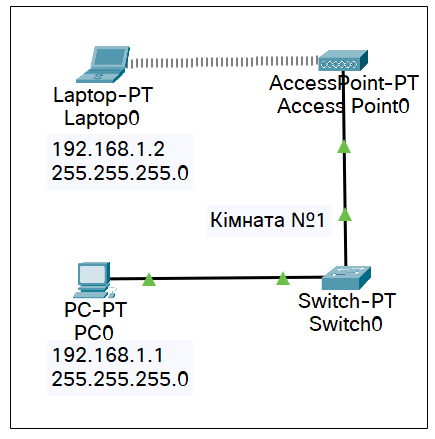 Laptop-PT
Laptop0
192.168.1.2
255.255.255.0
AccessPoint-PT
Access Point0
Кімната №1
PC-PT
PC0
192.168.1.1
255.255.255.0
Switch-PT
Switch0